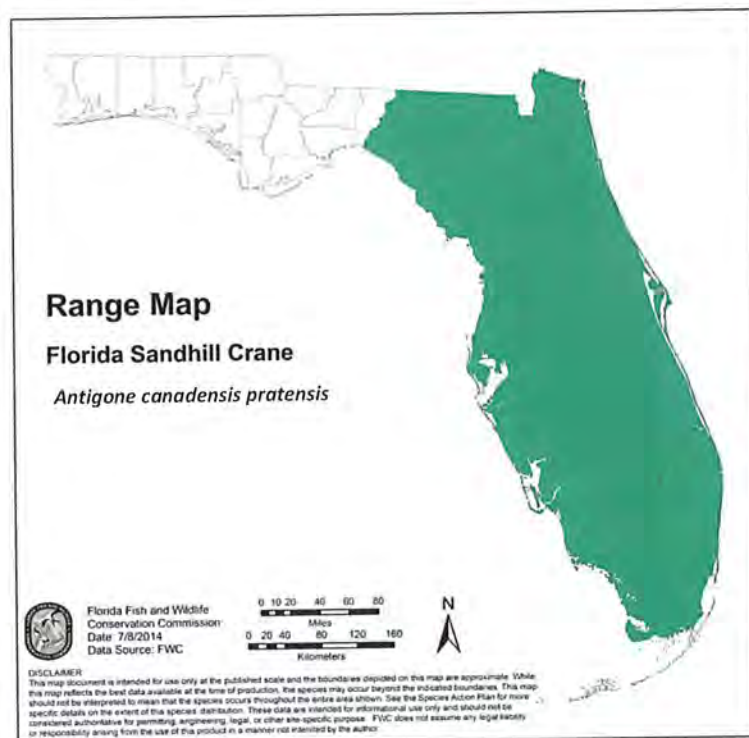 Range Map
Florida Sandhill Crane
Antigone canadensis pratensis
Florida Fish and Wildlife
Conservation Commission
Date: 7/8/2014
Data Source: FWC
0 10 20 40 60 80
Miles
0 20 40 80 120 160
Kilometers
N
DISCLAIMER
This map document is intended for use only at the published scale and the boundaries depicted on this map are approximate. While
this map reflects the best data available at the time of production, the species may occur beyond the indicated boundaries. This map
should not be interpreted to mean that the species occurs throughout the entire area shown. See the Species Action Plan for more
specific details on the extent of this species' distribution. These data are intended for informational use only and should not be
considered authoritative for permitting, engineering, legal, or other site-specific purpose. FWC does not assume any legal liability
or responsibility arising from the use of this product in a manner not intended by the author.